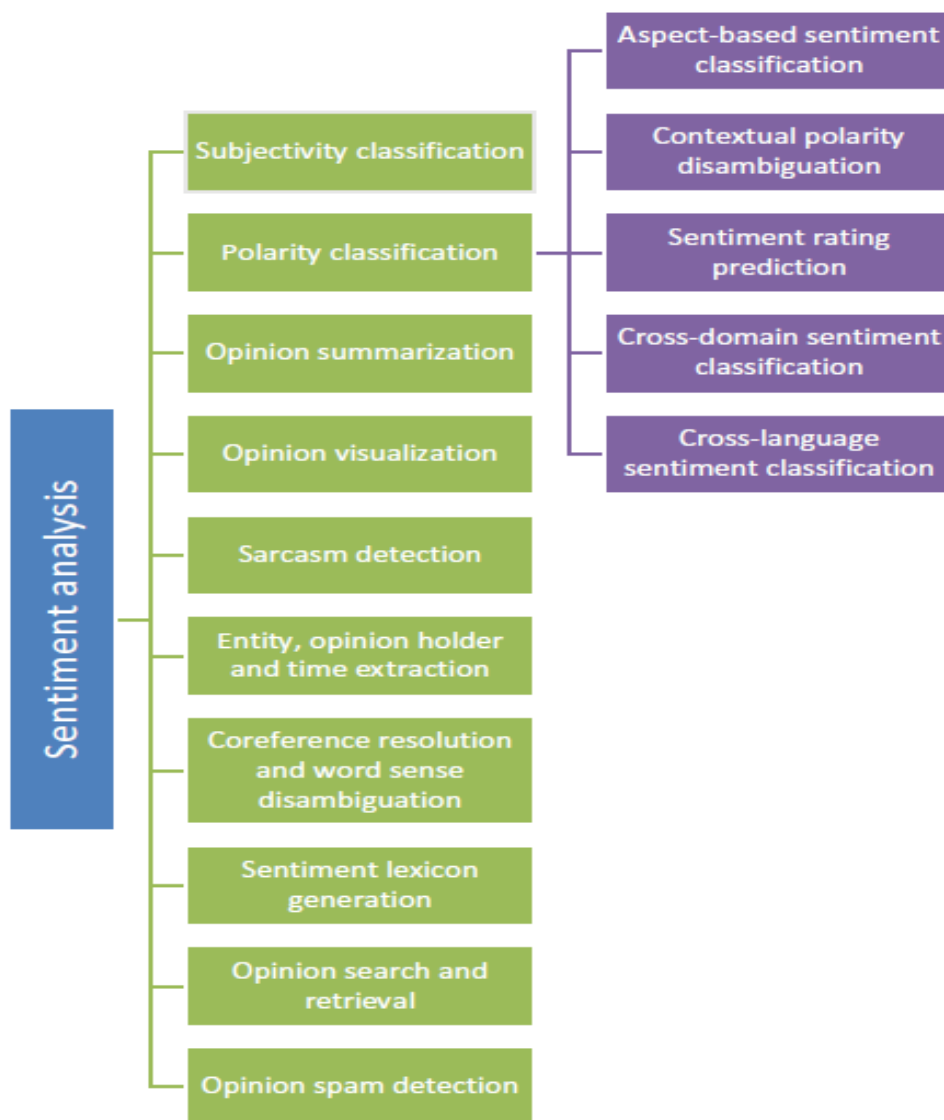 Sentiment analysis
Subjectivity classification
Polarity classification
Opinion summarization
Opinion visualization
Sarcasm detection
Entity, opinion holder
and time extraction
Coreference resolution
and word sense
disambiguation
Sentiment lexicon
generation
Opinion search and
retrieval
Opinion spam detection
Aspect-based sentiment
classification
Contextual polarity
disambiguation
Sentiment rating
prediction
Cross-domain sentiment
classification
Cross-language
sentiment classification